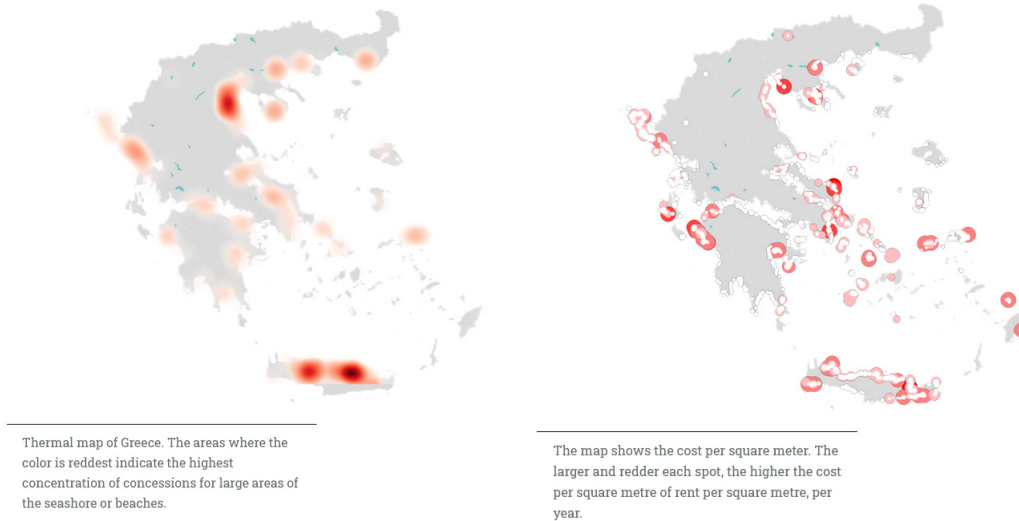 Thermal map of Greece. The areas where the
color is reddest indicate the highest
concentration of concessions for large areas of
the seashore or beaches.
The map shows the cost per square meter. The
larger and redder each spot, the higher the cost
per square metre of rent per square metre, per
year.